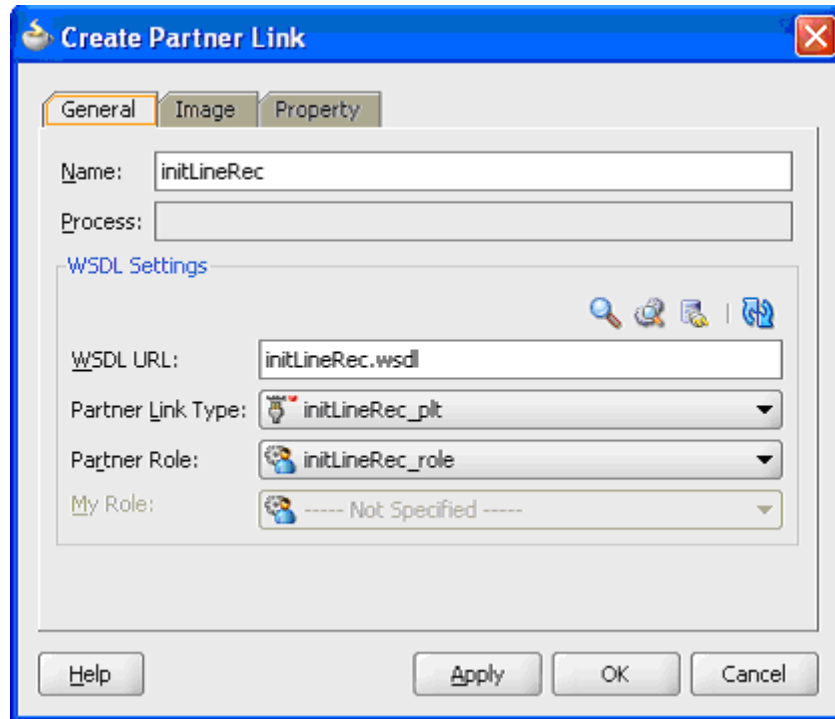 Create Partner Link
General Image Property
Name: initLineRec
Process:
WSDL Settings
WSDL URL: initLineRec.wsdl
Partner Link Type: initLineRec_plt
Partner Role: initLineRec_role
My Role: ----- Not Specified -----
Help Apply OK Cancel